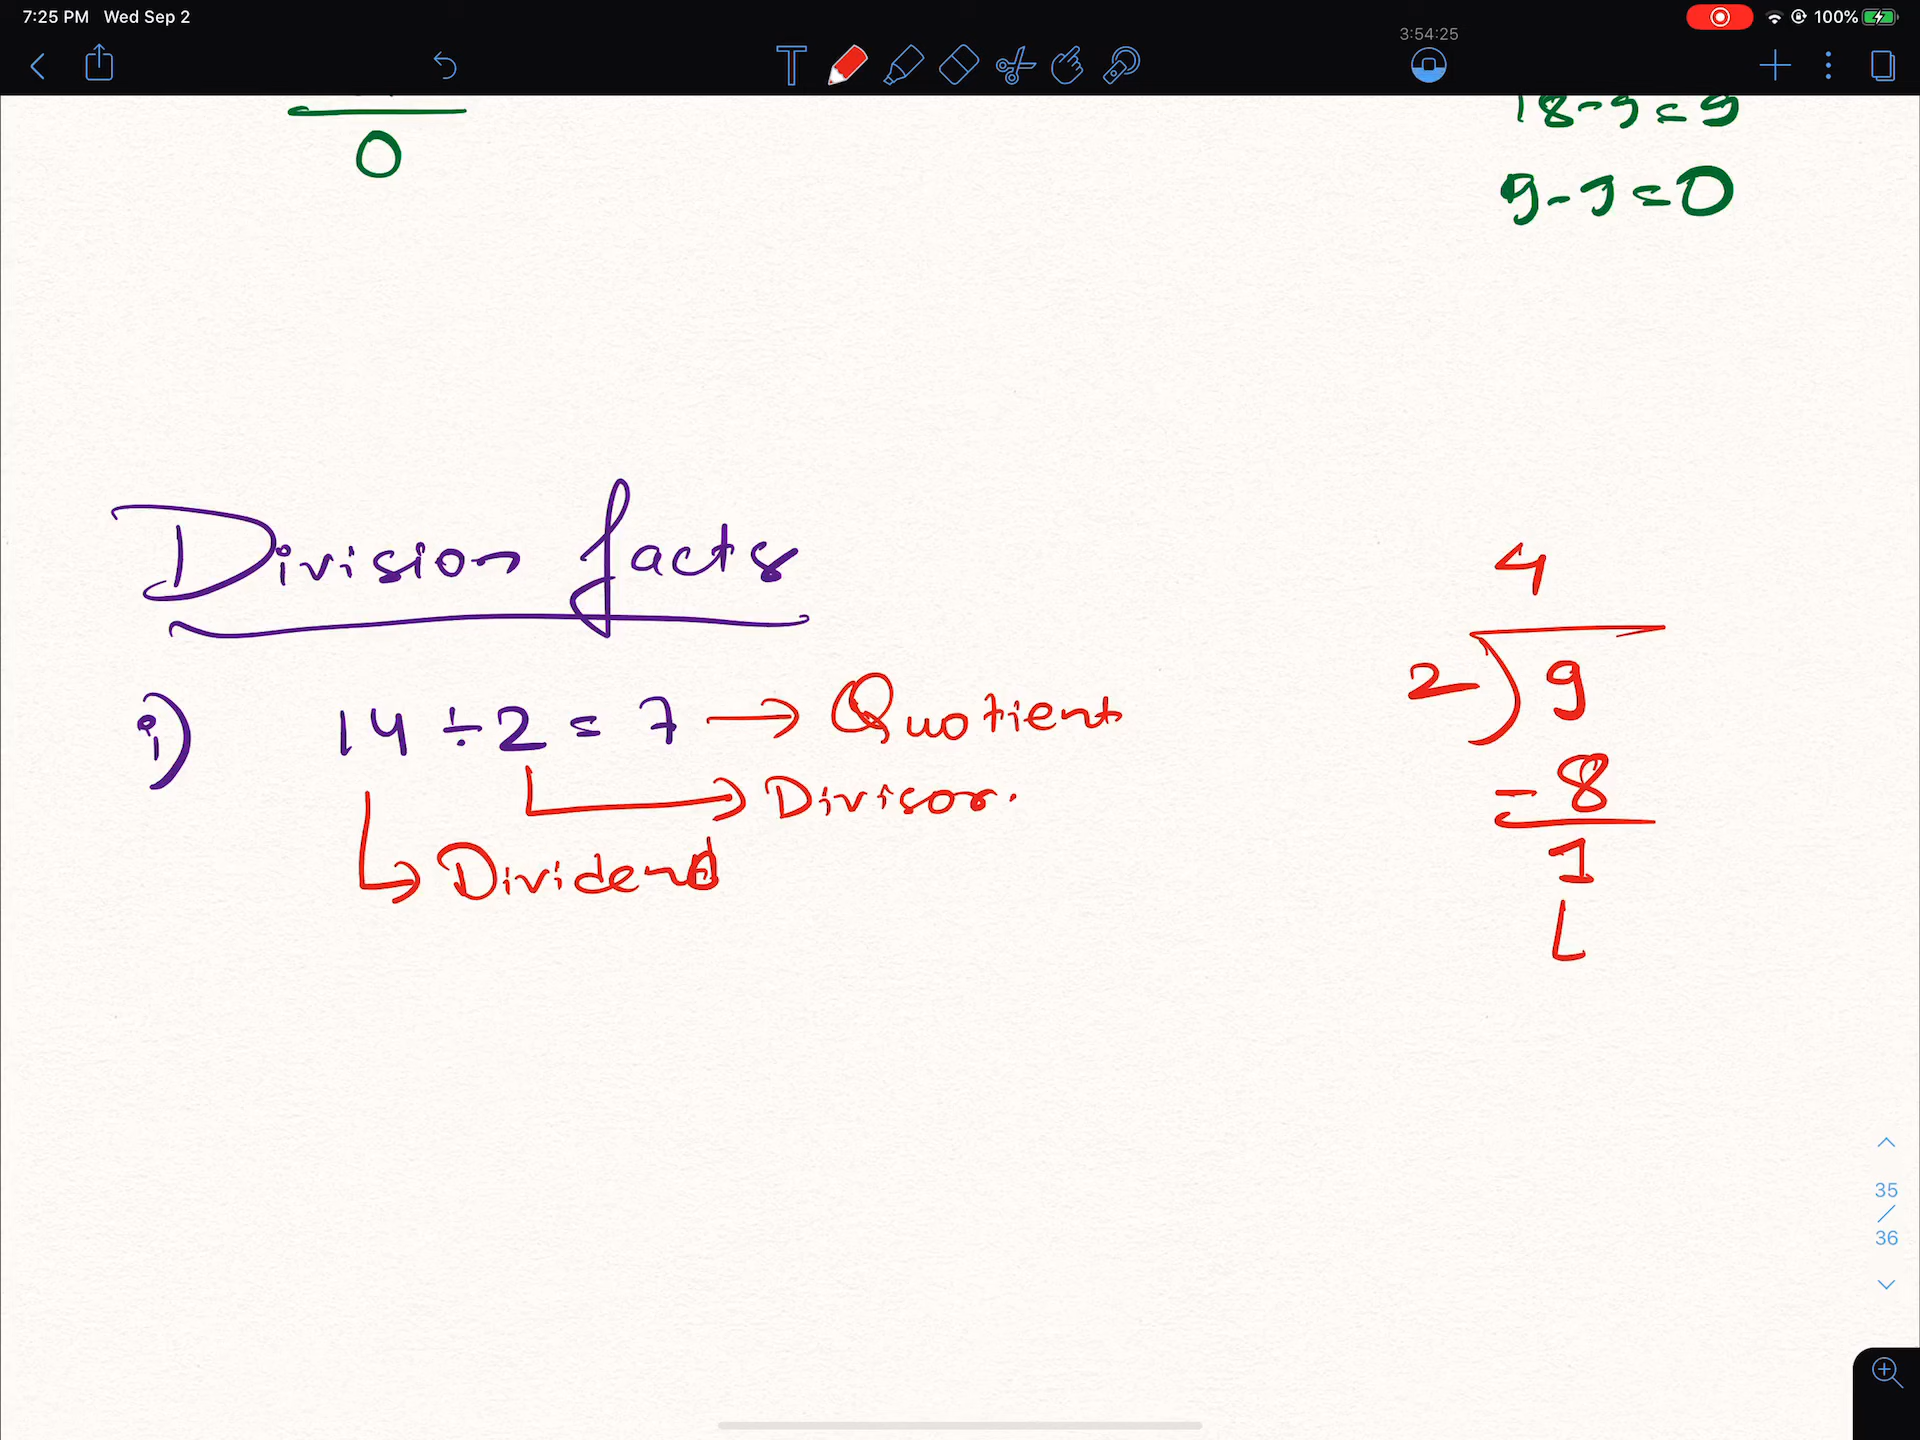 7:25 PM Wed Sep 2
100%
3:54:25
T
0
18-9=9
9-9=0
Division facts
i) 14÷2=7 → Quotient
Divisor.
Dividend
4
2)9
-8
1
35
/
36